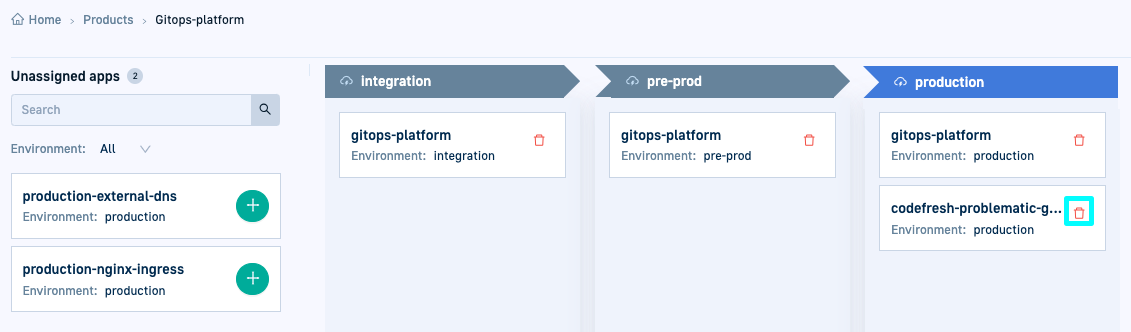 Home > Products > Gitops-platform
Unassigned apps 2
Search
Environment: All
production-external-dns
Environment: production
production-nginx-ingress
Environment: production
integration
gitops-platform
Environment: integration
pre-prod
gitops-platform
Environment: pre-prod
production
gitops-platform
Environment: production
codefresh-problematic-g...
Environment: production